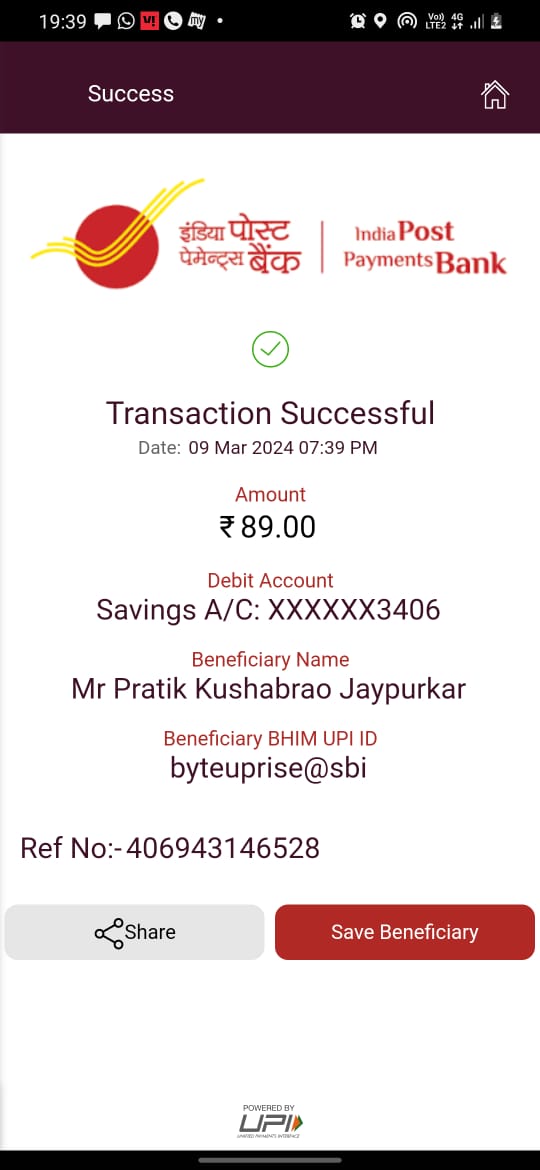 19:39
Vo)) 4G
LTE2
Success
इंडिया पोस्ट
पेमेन्ट्स बैंक
India Post
Payments Bank
Transaction Successful
Date: 09 Mar 2024 07:39 PM
Amount
₹ 89.00
Debit Account
Savings A/C: XXXXXX3406
Beneficiary Name
Mr Pratik Kushabrao Jaypurkar
Beneficiary BHIM UPI ID
byteuprise@sbi
Ref No:- 406943146528
Share
Save Beneficiary
POWERED BY
UPI
UNIFIED PAYMENTS INTERFACE